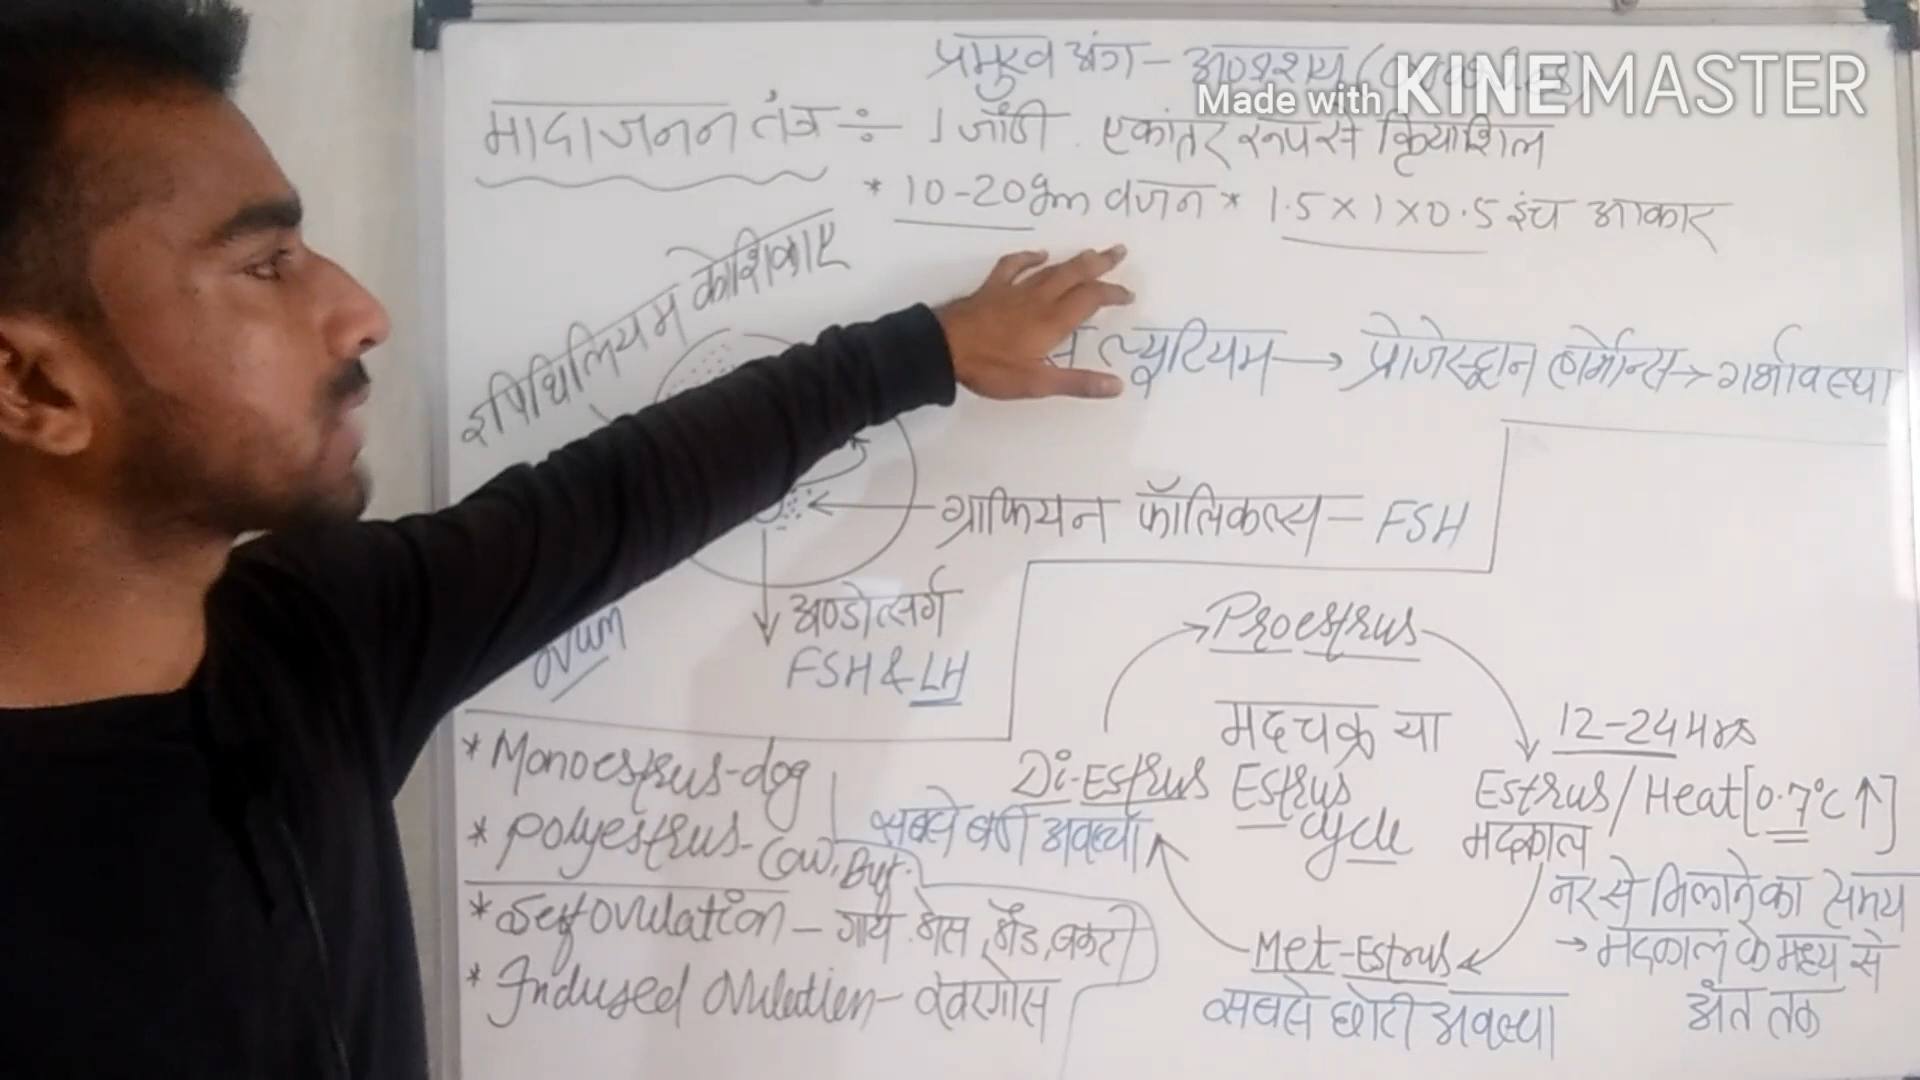 प्रमुख अंग - अण्डाशय (
Made with KINEMASTER
मादा जनन तंत्र ÷ 1 जोडी . एकांतर रूप से क्रियाशिल
* 10-20gm वजन * 1.5 x 1 x 0.5 इंच आकार
इपिथिलियम कोशिकाए
ल्यूटियम → प्रोजेस्ट्रान हार्मोन्स → गर्भावस्था
ग्राफियन फॉलिकल्स - FSH
अण्डोत्सर्ग
FSH & LH
ovum
Proestrus
मदचक्र या
Estrus
cycle
12-24 Hrs
Estrus/Heat [0.7°C ↑]
मदकाल
नर से मिलाने का समय
→ मदकाल के मध्य से
अंत तक
Met-Estrus
सबसे छोटी अवस्था
Di-Estrus
सबसे बडी अवस्था
* Monoestrus-dog
* polyestrus- Cow, Buf.
* Self ovulation - गाय . भेस , भेंड , बकरी
* Indused ovulation - खरगोस